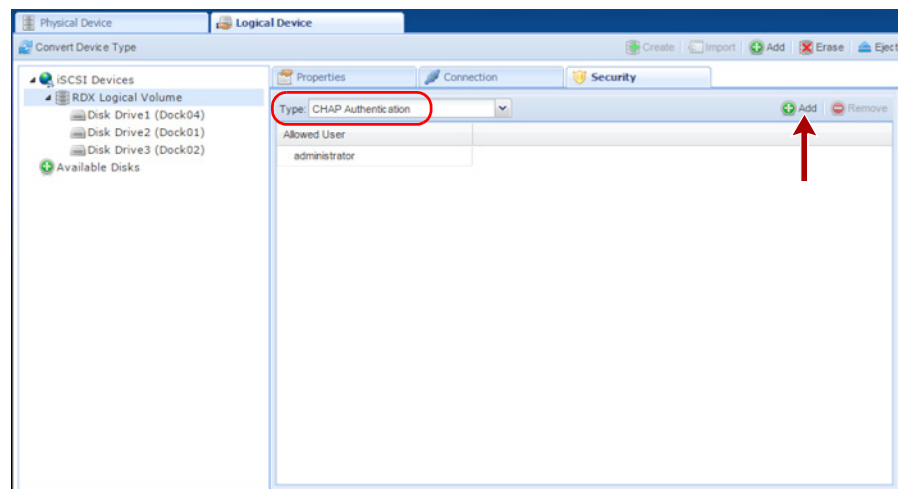 Physical Device Logical Device
Convert Device Type Create Import Add Erase Eject
iSCSI Devices
RDX Logical Volume
Disk Drive1 (Dock04)
Disk Drive2 (Dock01)
Disk Drive3 (Dock02)
Available Disks
Properties Connection Security
Type: CHAP Authentication Add Remove
Allowed User
administrator